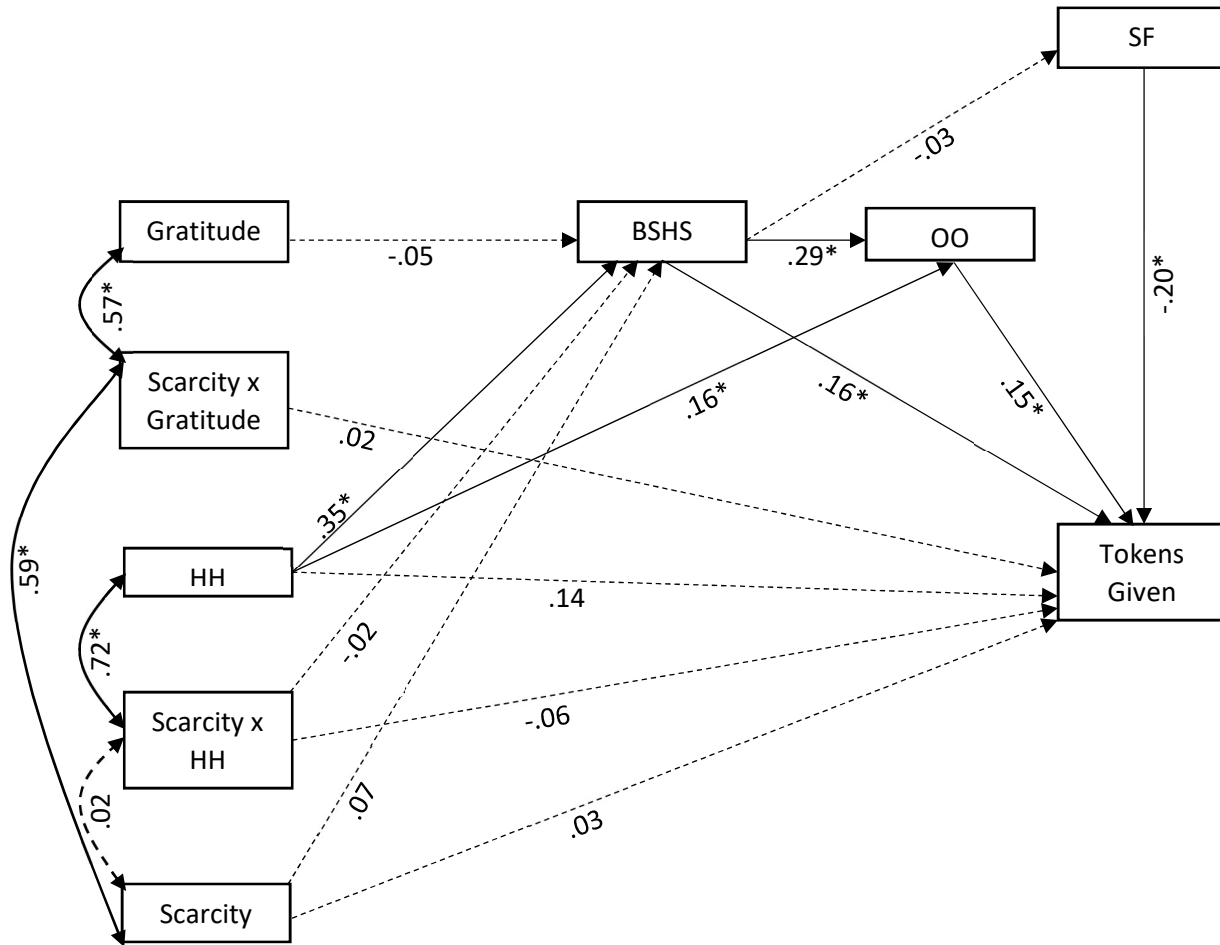 SF
-.03
Gratitude
BSHS
OO
-.05
.29*
-.20*
.57*
Scarcity x
Gratitude
.02
.16*
.16*
.15*
.59*
.35*
HH
.14
Tokens
Given
.72*
-.02
Scarcity x
HH
-.06
.02
.07
.03
Scarcity